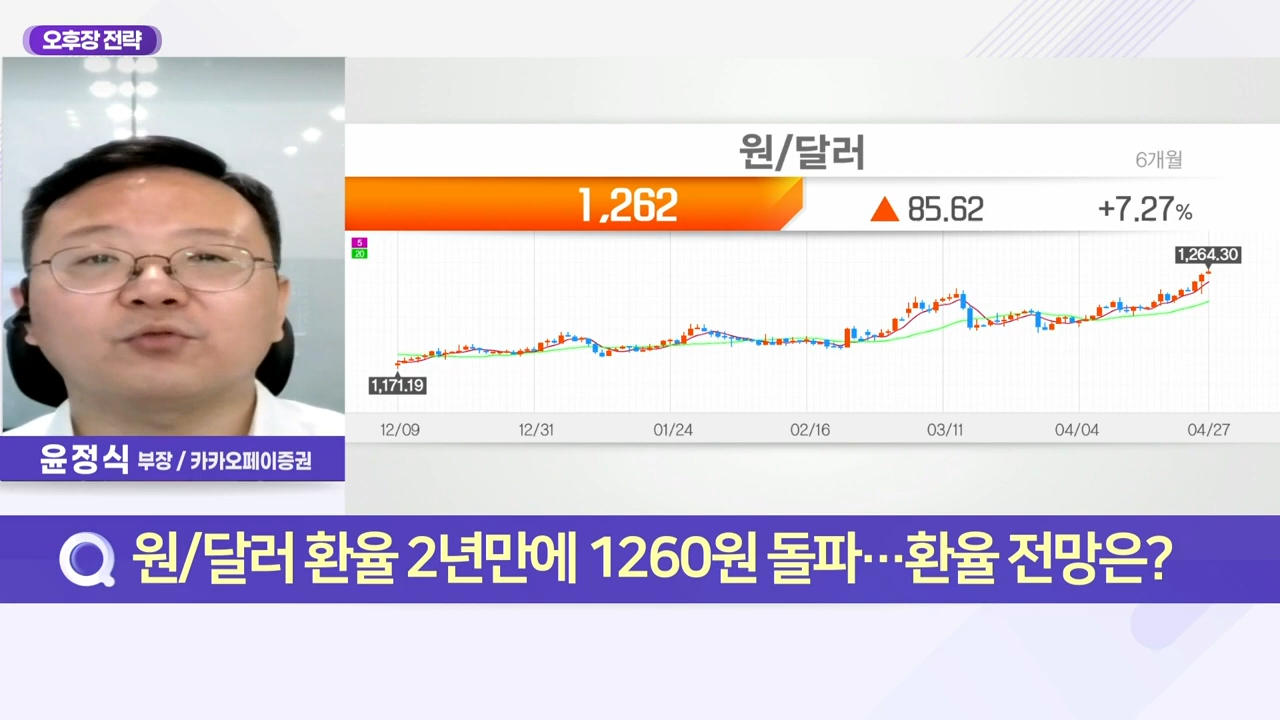 오후장 전략
원/달러
6개월
1,262
▲ 85.62
+7.27%
5
20
1,264.30
1,171.19
12/09 12/31 01/24 02/16 03/11 04/04 04/27
윤정식 부장 / 카카오페이증권
Q 원/달러 환율 2년만에 1260원 돌파…환율 전망은?